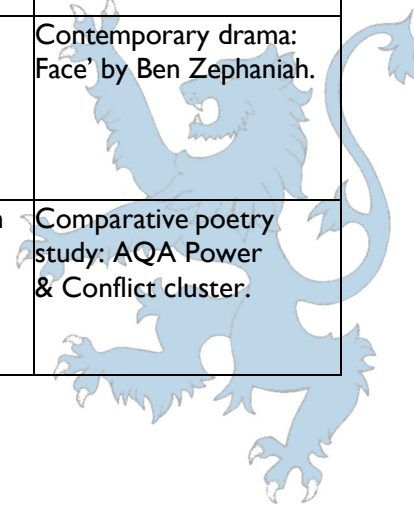 Contemporary drama:
Face’ by Ben Zephaniah.
n
Comparative poetry
study: AQA Power
& Conflict cluster.